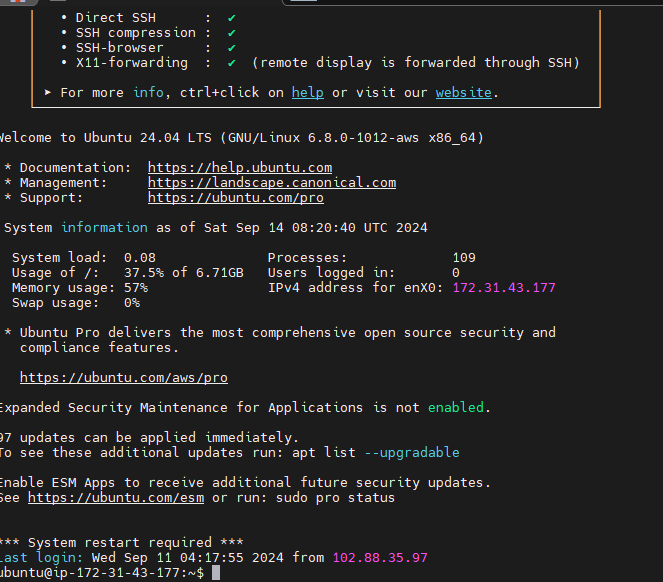 • Direct SSH      :  ✔
• SSH compression :  ✔
• SSH-browser     :  ✔
• X11-forwarding  :  ✔  (remote display is forwarded through SSH)
➤ For more info, ctrl+click on help or visit our website.
Welcome to Ubuntu 24.04 LTS (GNU/Linux 6.8.0-1012-aws x86_64)
* Documentation:  https://help.ubuntu.com
* Management:     https://landscape.canonical.com
* Support:        https://ubuntu.com/pro
System information as of Sat Sep 14 08:20:40 UTC 2024
System load:  0.08              Processes:             109
Usage of /:   37.5% of 6.71GB   Users logged in:       0
Memory usage: 57%               IPv4 address for enX0: 172.31.43.177
Swap usage:   0%
* Ubuntu Pro delivers the most comprehensive open source security and
compliance features.
https://ubuntu.com/aws/pro
Expanded Security Maintenance for Applications is not enabled.
97 updates can be applied immediately.
To see these additional updates run: apt list --upgradable
Enable ESM Apps to receive additional future security updates.
See https://ubuntu.com/esm or run: sudo pro status
*** System restart required ***
Last login: Wed Sep 11 04:17:55 2024 from 102.88.35.97
ubuntu@ip-172-31-43-177:~$